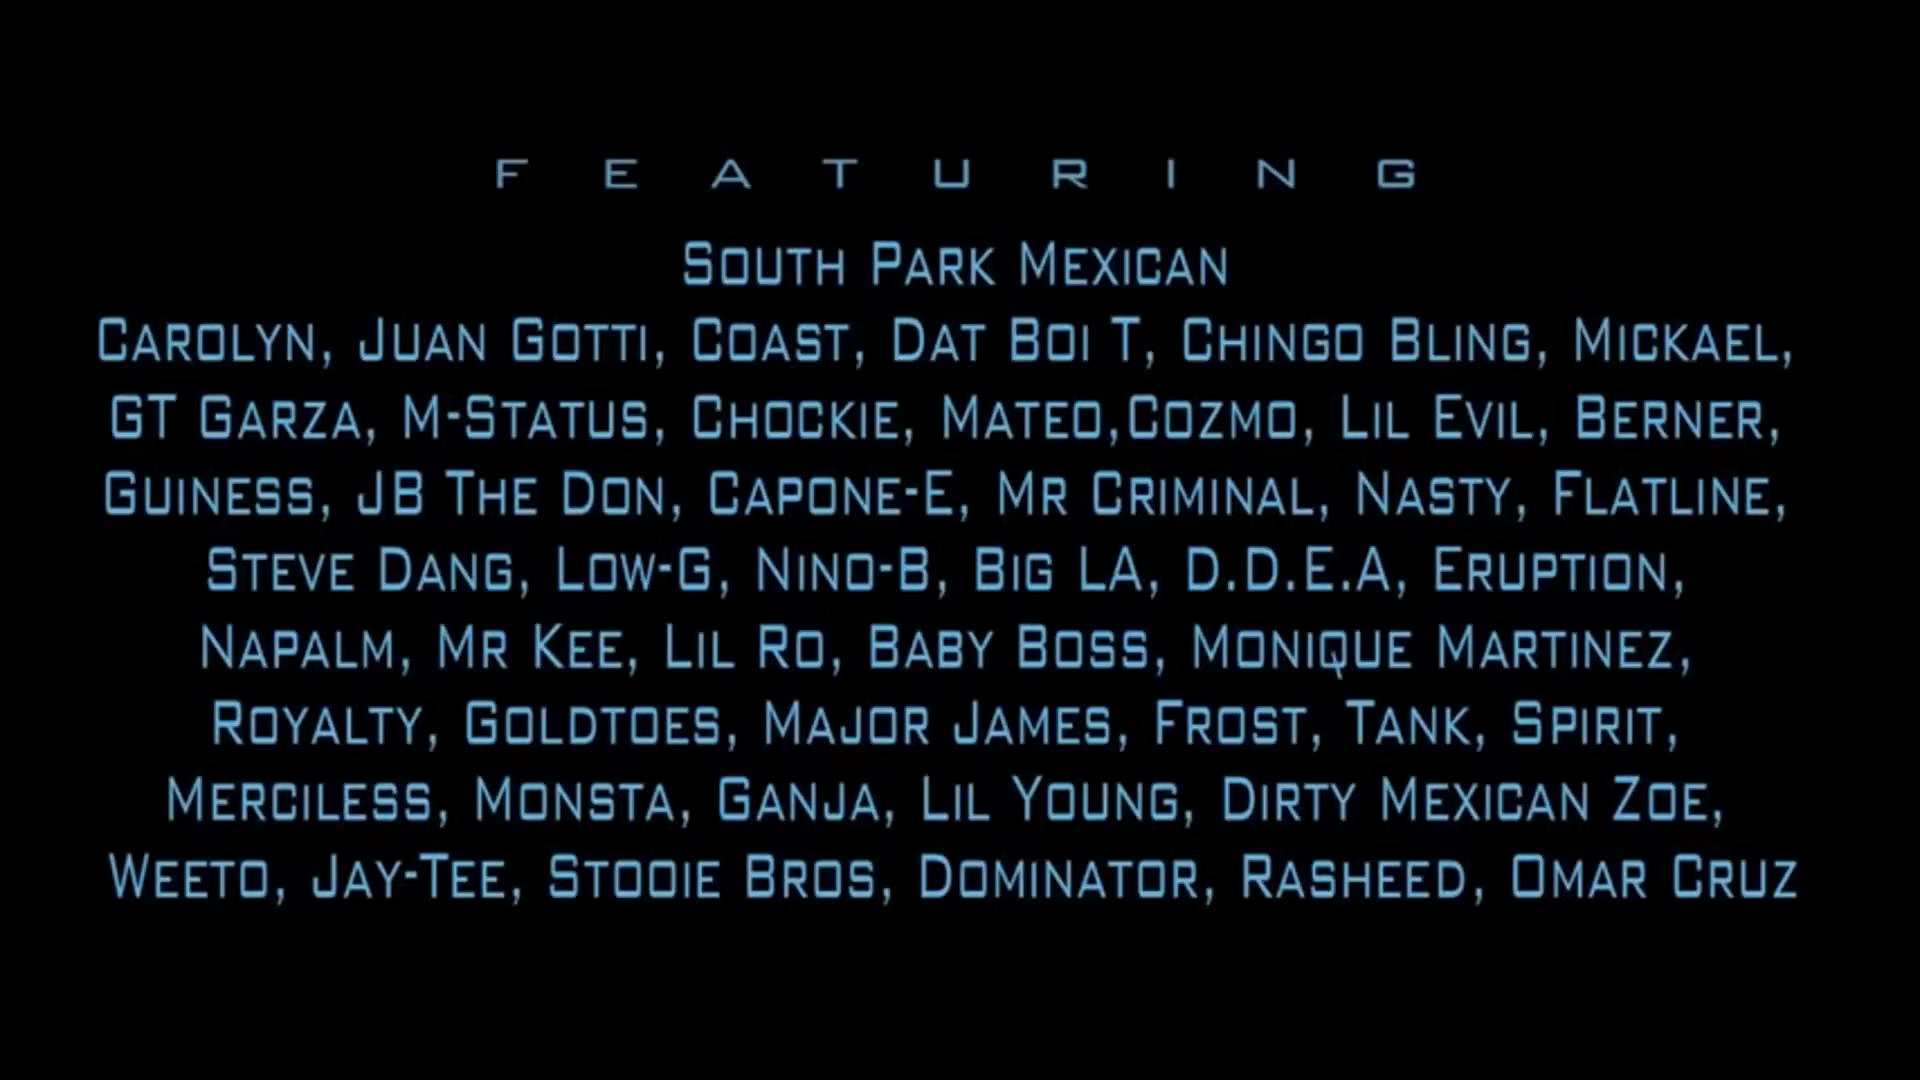 FEATURING
SOUTH PARK MEXICAN
CAROLYN, JUAN GOTTI, COAST, DAT BOI T, CHINGO BLING, MICKAEL,
GT GARZA, M-STATUS, CHOCKIE, MATEO,COZMO, LIL EVIL, BERNER,
GUINESS, JB THE DON, CAPONE-E, MR CRIMINAL, NASTY, FLATLINE,
STEVE DANG, LOW-G, NINO-B, BIG LA, D.D.E.A, ERUPTION,
NAPALM, MR KEE, LIL RO, BABY BOSS, MONIQUE MARTINEZ,
ROYALTY, GOLDTOES, MAJOR JAMES, FROST, TANK, SPIRIT,
MERCILESS, MONSTA, GANJA, LIL YOUNG, DIRTY MEXICAN ZOE,
WEETO, JAY-TEE, STOOIE BROS, DOMINATOR, RASHEED, OMAR CRUZ